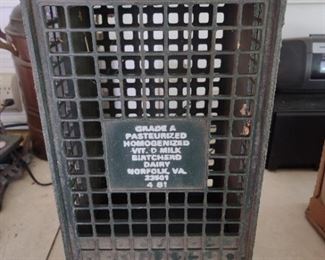 GRADE A
PASTEURIZED
HOMOGENIZED
VIT. D MILK
BIRTCHERD
DAIRY
NORFOLK, VA.
23501
4 81